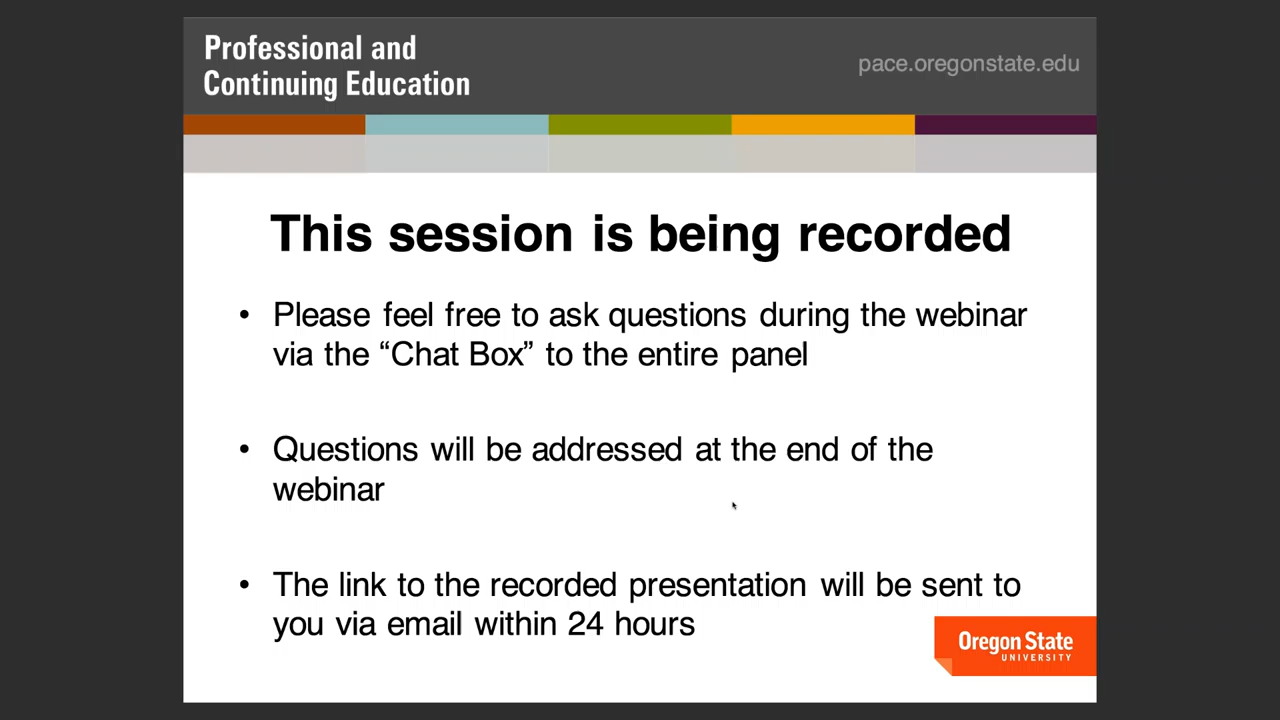 Professional and
Continuing Education
pace.oregonstate.edu
This session is being recorded
• Please feel free to ask questions during the webinar
via the “Chat Box” to the entire panel
• Questions will be addressed at the end of the
webinar
• The link to the recorded presentation will be sent to
you via email within 24 hours
Oregon State
UNIVERSITY